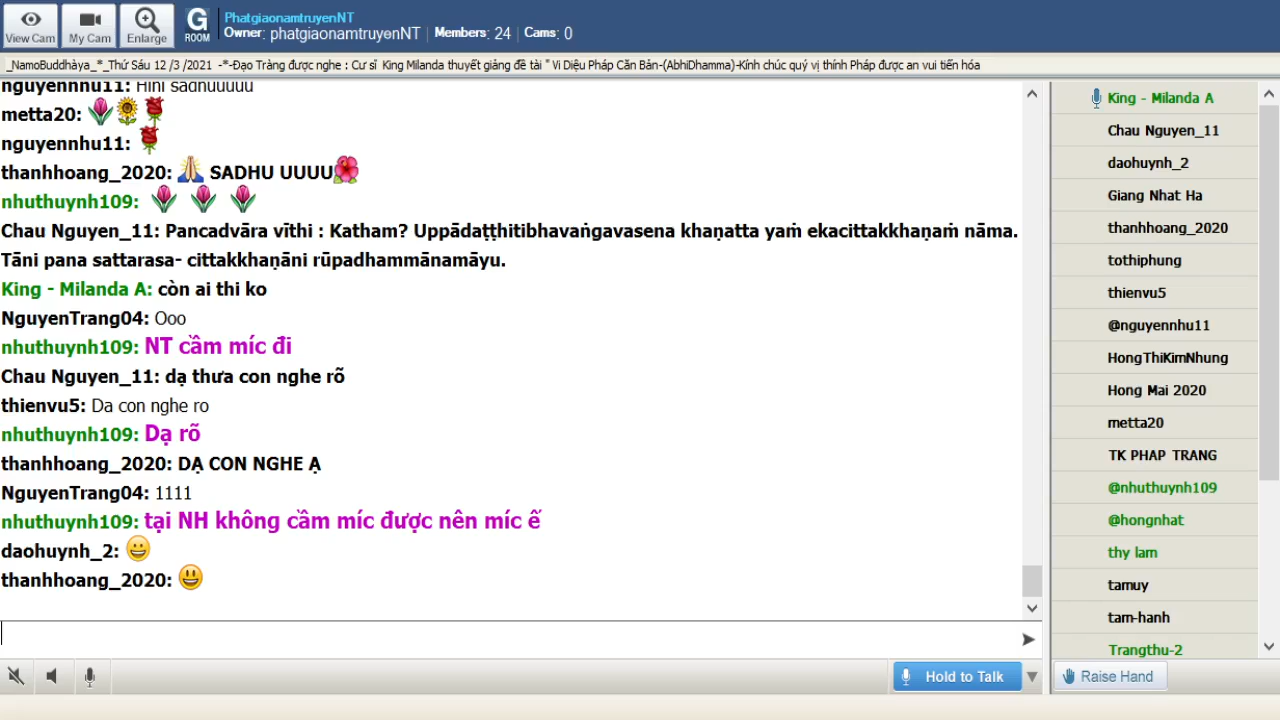 View Cam
My Cam
Enlarge
G
ROOM
PhatgiaonamtruyenNT
Owner: phatgiaonamtruyenNT | Members: 24 | Cams: 0
_NamoBuddhàya_*_Thứ Sáu 12 /3 /2021 -*-Đạo Tràng được nghe : Cư sĩ King Milanda thuyết giảng đề tài " Vi Diệu Pháp Căn Bản-(AbhiDhamma)-Kính chúc quý vị thính Pháp được an vui tiến hóa
nguyennhu11: Hihi sadhuuuuu
metta20:
nguyennhu11:
thanhhoang_2020: SADHU UUUU
nhuthuynh109:
Chau Nguyen_11: Pancadvāra vīthi : Katham? Uppādaṭṭhitibhavaṅgavasena khaṇatta yaṁ ekacittakkhaṇaṁ nāma.
Tāni pana sattarasa- cittakkhaṇāni rūpadhammānamāyu.
King - Milanda A: còn ai thi ko
NguyenTrang04: Ooo
nhuthuynh109: NT cầm míc đi
Chau Nguyen_11: dạ thưa con nghe rõ
thienvu5: Da con nghe ro
nhuthuynh109: Dạ rõ
thanhhoang_2020: DẠ CON NGHE Ạ
NguyenTrang04: 1111
nhuthuynh109: tại NH không cầm míc được nên míc ế
daohuynh_2:
thanhhoang_2020:
King - Milanda A
Chau Nguyen_11
daohuynh_2
Giang Nhat Ha
thanhhoang_2020
tothiphung
thienvu5
@nguyennhu11
HongThiKimNhung
Hong Mai 2020
metta20
TK PHAP TRANG
@nhuthuynh109
@hongnhat
thy lam
tamuy
tam-hanh
Trangthu-2
Hold to Talk
Raise Hand